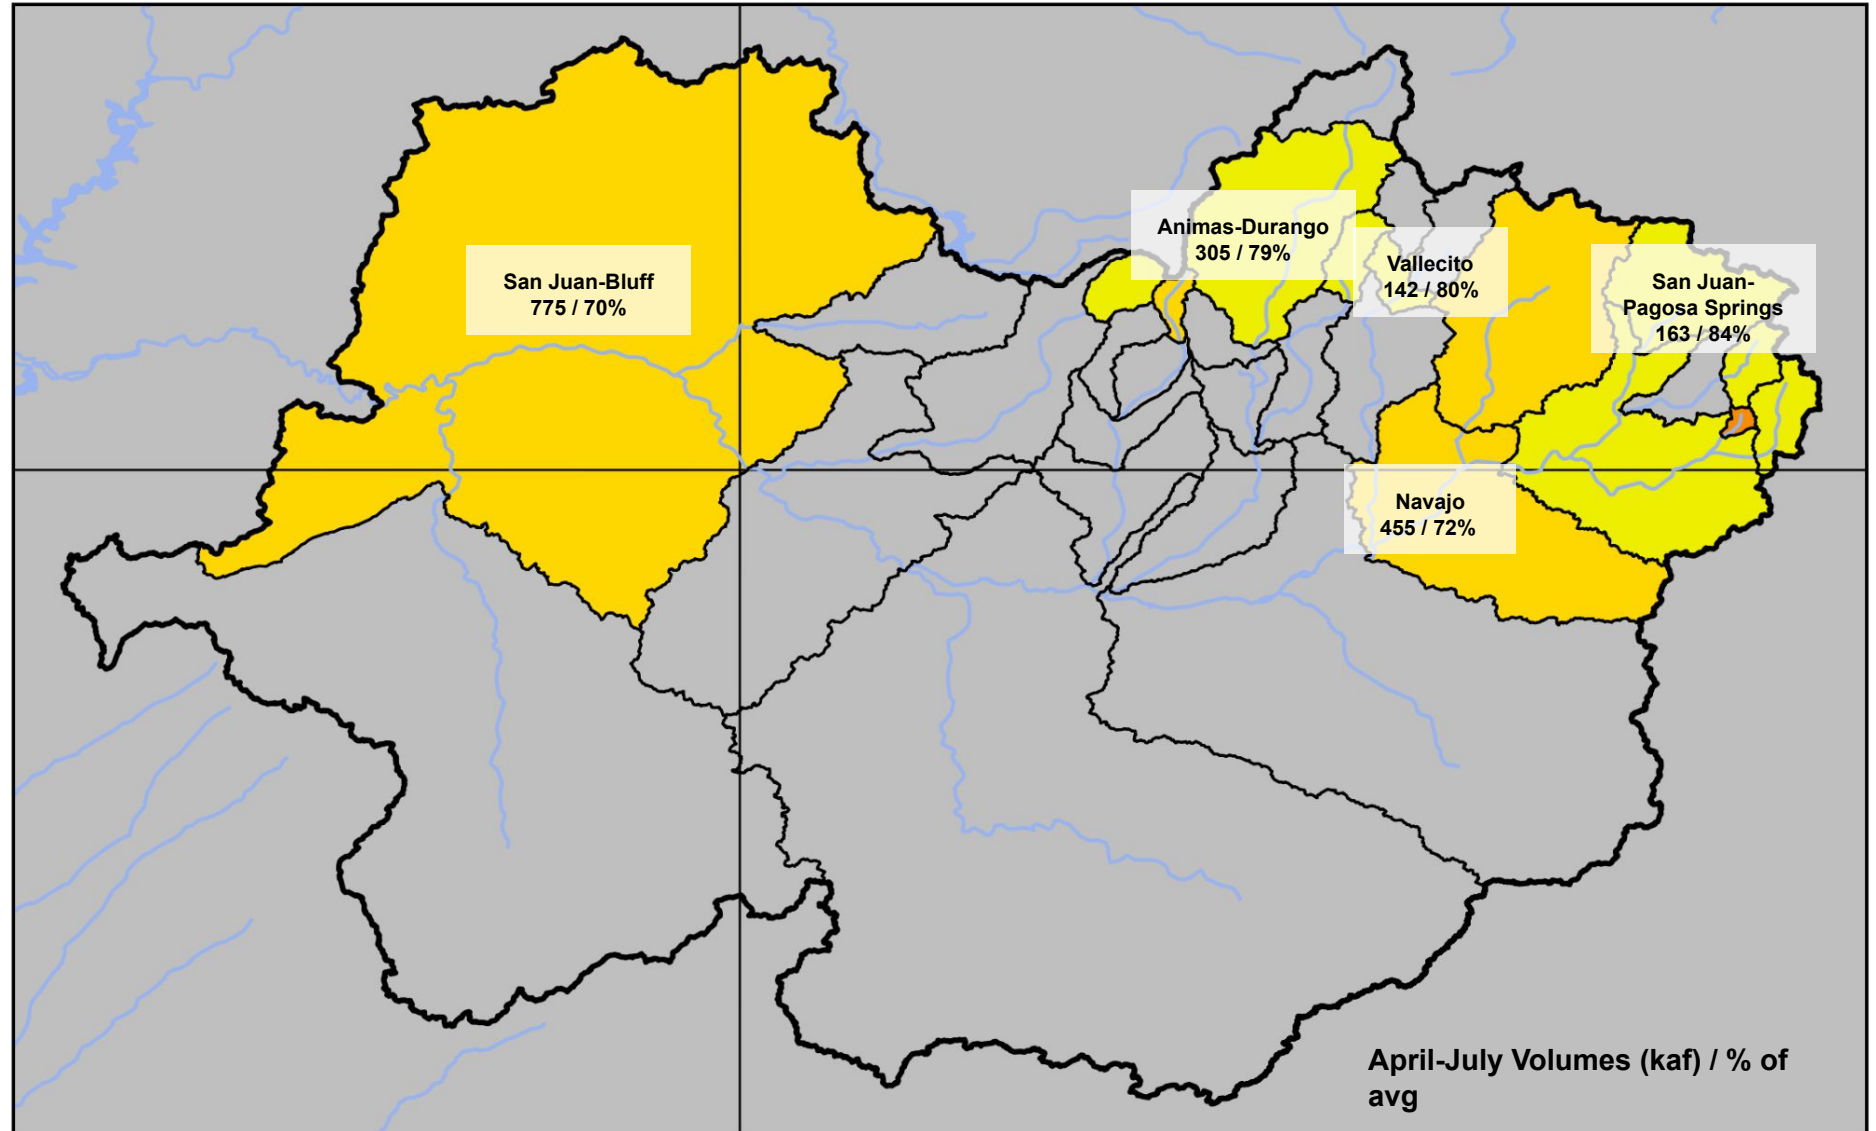 Animas-Durango
305 / 79%
Vallecito
142 / 80%
San Juan-Bluff
775 / 70%
San Juan-
Pagosa Springs
163 / 84%
Navajo
455 / 72%
April-July Volumes (kaf) / % of
avg